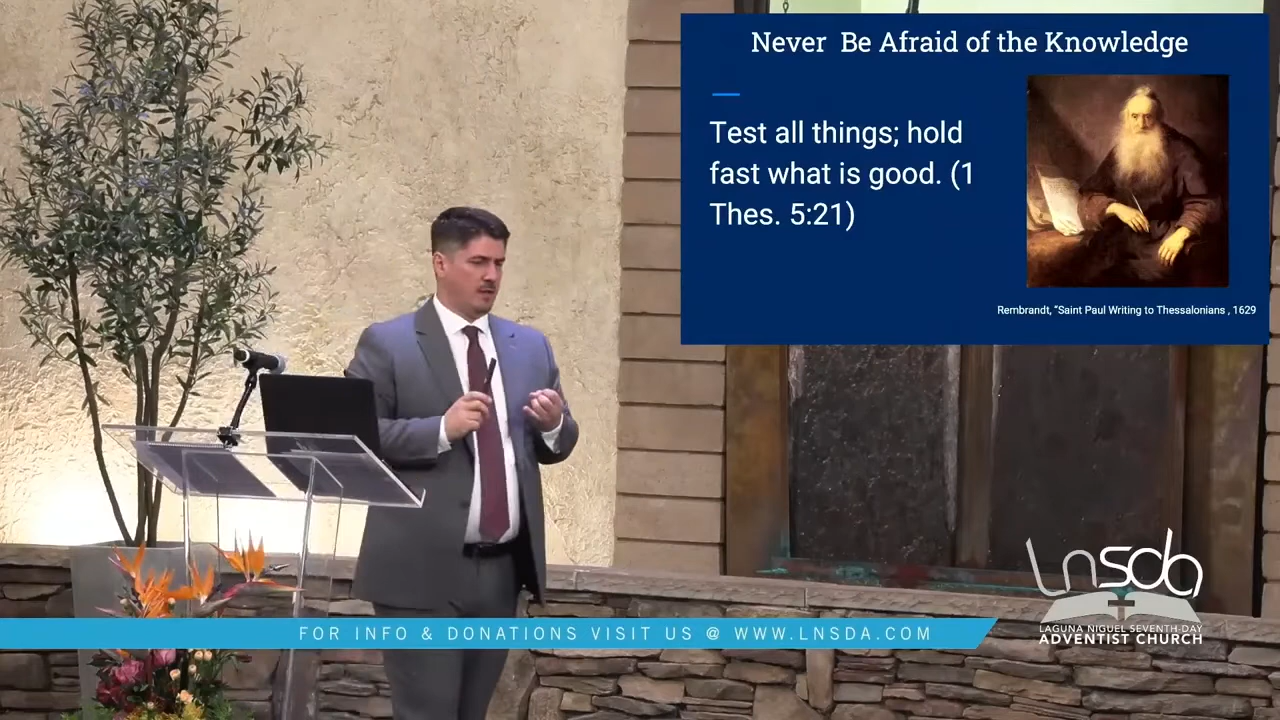 Never Be Afraid of the Knowledge
Test all things; hold
fast what is good. (1
Thes. 5:21)
Rembrandt, "Saint Paul Writing to Thessalonians , 1629
FOR INFO & DONATIONS VISIT US @ WWW.LNSDA.COM
Lnsda
LAGUNA NIGUEL SEVENTH-DAY
ADVENTIST CHURCH